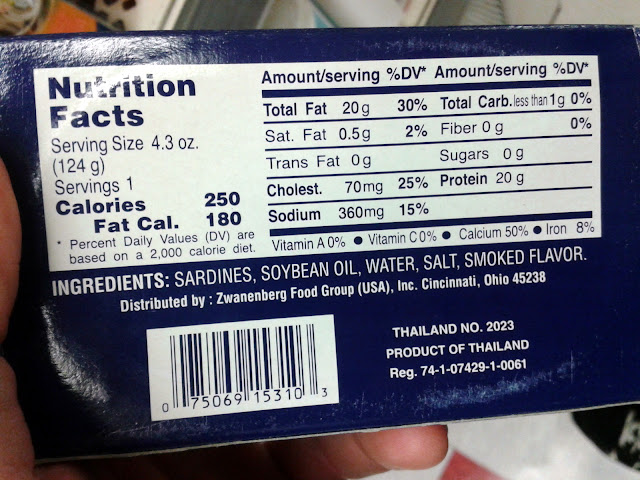 Nutrition
Facts
Serving Size 4.3 oz.
(124 g)
Servings 1
Calories 250
Fat Cal. 180
* Percent Daily Values (DV) are
based on a 2,000 calorie diet.
Amount/serving %DV* Amount/serving %DV*
Total Fat 20g 30% Total Carb. less than 1g 0%
Sat. Fat 0.5g 2% Fiber 0 g 0%
Trans Fat 0g Sugars 0 g
Cholest. 70mg 25% Protein 20 g
Sodium 360mg 15%
Vitamin A 0% ● Vitamin C 0% ● Calcium 50% ● Iron 8%
INGREDIENTS: SARDINES, SOYBEAN OIL, WATER, SALT, SMOKED FLAVOR.
Distributed by : Zwanenberg Food Group (USA), Inc. Cincinnati, Ohio 45238
0 75069 15310 3
THAILAND NO. 2023
PRODUCT OF THAILAND
Reg. 74-1-07429-1-0061